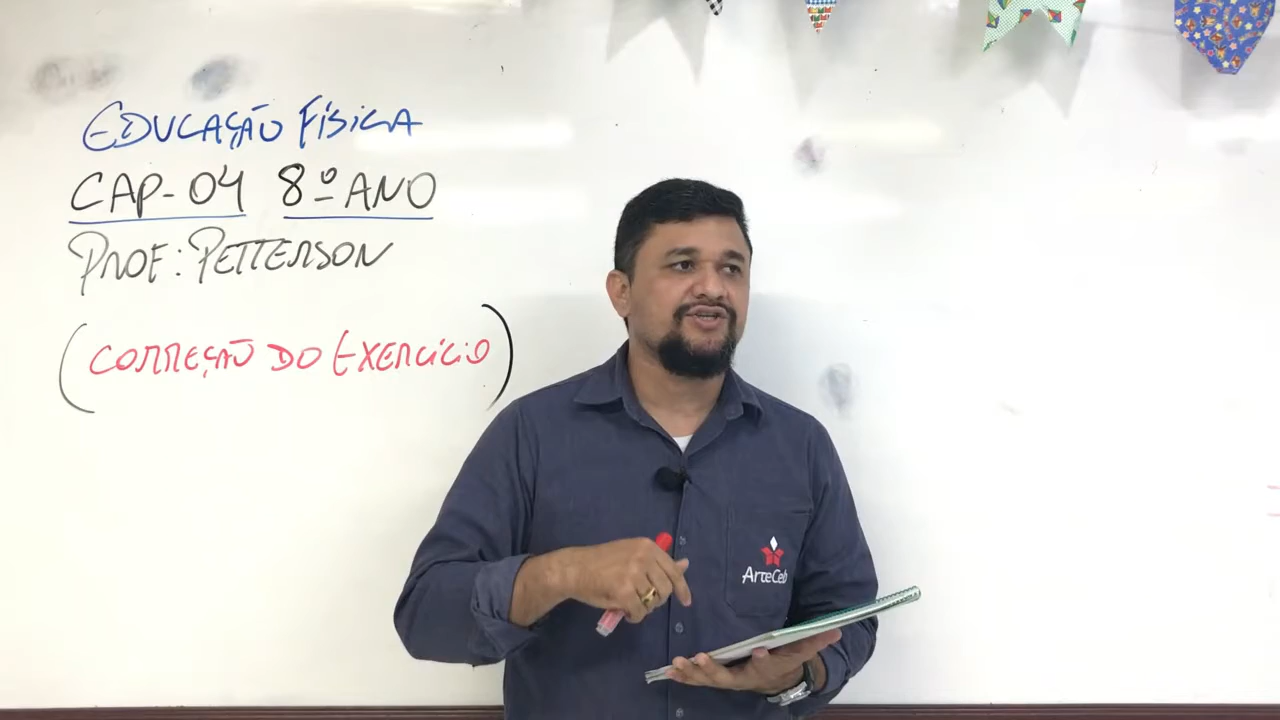 EDUCAÇÃO FÍSICA
CAP-04 8º ANO
PROF: PETTERSON
(CORREÇÃO DO EXERCÍCIO)
ArteCeb